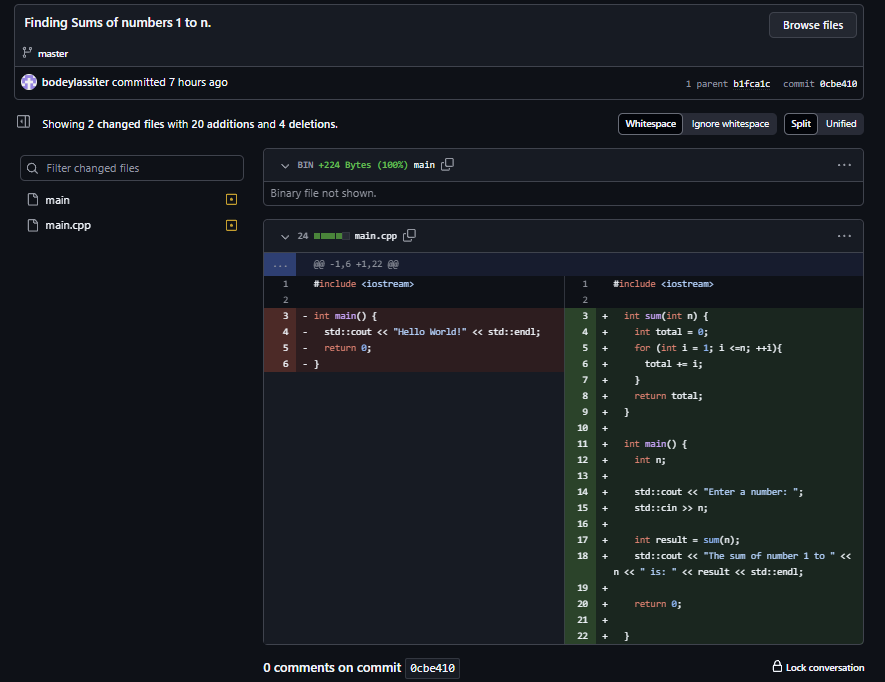 Finding Sums of numbers 1 to n.
Browse files
master
bodeylassiter committed 7 hours ago
1 parent b1fca1c commit 0cbe410
Showing 2 changed files with 20 additions and 4 deletions.
Whitespace Ignore whitespace Split Unified
Filter changed files
main
main.cpp
BIN +224 Bytes (100%) main
Binary file not shown.
24 main.cpp
... @@ -1,6 +1,22 @@
1 #include <iostream>
2
3 - int main() {
4 - std::cout << "Hello World!" << std::endl;
5 - return 0;
6 - }
1 #include <iostream>
2
3 + int sum(int n) {
4 + int total = 0;
5 + for (int i = 1; i <=n; ++i){
6 + total += i;
7 + }
8 + return total;
9 + }
10 +
11 + int main() {
12 + int n;
13 +
14 + std::cout << "Enter a number: ";
15 + std::cin >> n;
16 +
17 + int result = sum(n);
18 + std::cout << "The sum of number 1 to " <<
n << " is: " << result << std::endl;
19 +
20 + return 0;
21 +
22 + }
0 comments on commit 0cbe410
Lock conversation